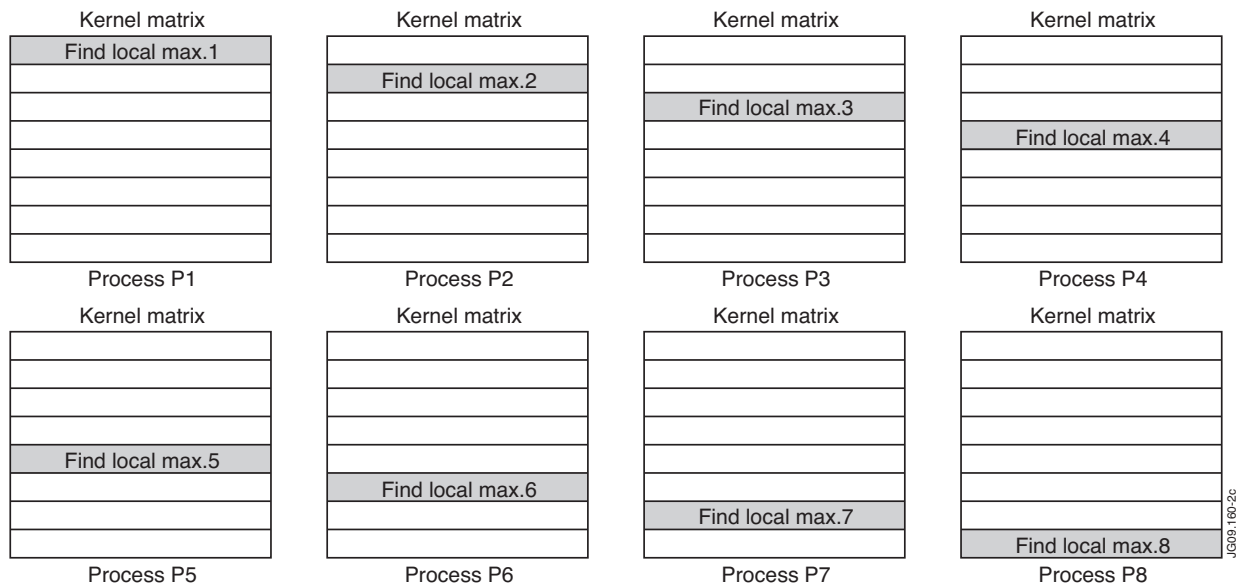 Kernel matrix
Kernel matrix
Kernel matrix
Kernel matrix
Find local max.1
Find local max.2
Find local max.3
Find local max.4
Process P1
Process P2
Process P3
Process P4
Kernel matrix
Kernel matrix
Kernel matrix
Kernel matrix
Find local max.5
Find local max.6
Find local max.7
Find local max.8
Process P5
Process P6
Process P7
Process P8
JG09.160-2c